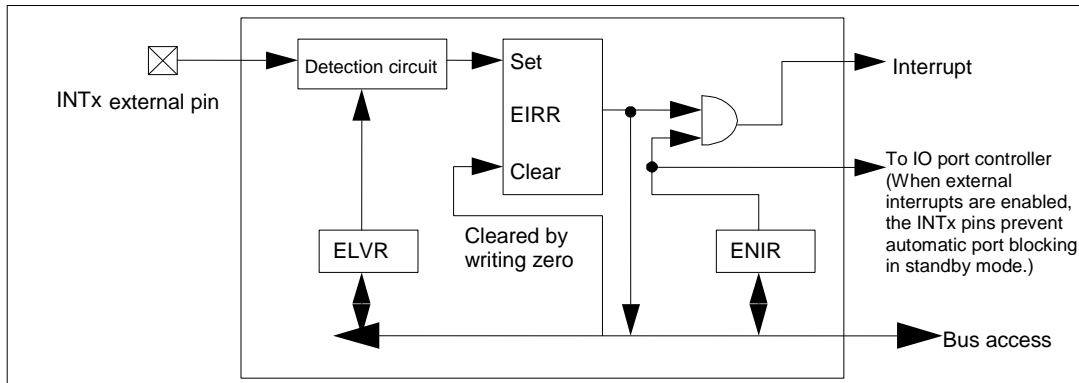 Detection circuit
Set
EIRR
Clear
Interrupt
INTx external pin
To IO port controller
(When external
interrupts are enabled,
the INTx pins prevent
automatic port blocking
in standby mode.)
ELVR
Cleared by
writing zero
ENIR
Bus access